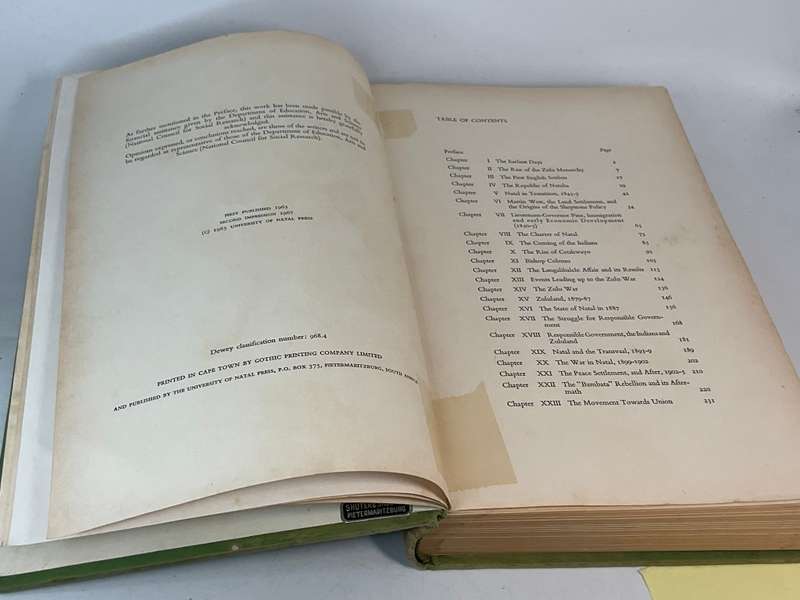 As further mentioned in the Preface, this work has been made possible by the
financial assistance given by the Department of Education, Arts and Science
(National Council for Social Research) and this assistance is hereby gratefully
acknowledged.
Opinions expressed, or conclusions reached, are those of the writers and are not to
be regarded as representative of those of the Department of Education, Arts and
Science (National Council for Social Research).
FIRST PUBLISHED 1965
SECOND IMPRESSION 1967
(C) 1965 UNIVERSITY OF NATAL PRESS
Dewey classification number: 968.4
PRINTED IN CAPE TOWN BY GOTHIC PRINTING COMPANY LIMITED
AND PUBLISHED BY THE UNIVERSITY OF NATAL PRESS, P.O. BOX 375, PIETERMARITZBURG, SOUTH AFRICA
PIETERMARITZBURG
TABLE OF CONTENTS
Preface Page
Chapter I The Earliest Days 2
Chapter II The Rise of the Zulu Monarchy 7
Chapter III The First English Settlers 12
Chapter IV The Republic of Natalia 20
Chapter V Natal in Transition, 1842-5 42
Chapter VI Martin West, the Land Settlement, and
the Origins of the Shepstone Policy 54
Chapter VII Lieutenant-Governor Pine, Immigration
and early Economic Development
(1840-5) 65
Chapter VIII The Charter of Natal 73
Chapter IX The Coming of the Indians 85
Chapter X The Rise of Cetshwayo 92
Chapter XI Bishop Colenso 103
Chapter XII The Langalibalele Affair and its Results 113
Chapter XIII Events Leading up to the Zulu War 124
Chapter XIV The Zulu War 136
Chapter XV Zululand, 1879-87 146
Chapter XVI The State of Natal in 1887 156
Chapter XVII The Struggle for Responsible Govern-
ment 168
Chapter XVIII Responsible Government, the Indians and
Zululand 181
Chapter XIX Natal and the Transvaal, 1893-9 189
Chapter XX The War in Natal, 1899-1902 202
Chapter XXI The Peace Settlement, and After, 1902-5 210
Chapter XXII The "Bambata" Rebellion and its After-
math 220
Chapter XXIII The Movement Towards Union 231